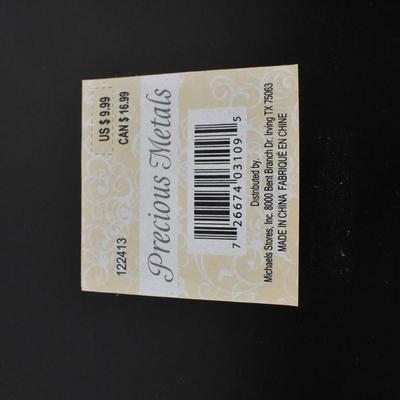 122413
US $ 9.99
CAN $ 16.99
Precious Metals
7 26674 03109 5
Distributed by:
Michaels Stores, Inc. 8000 Bent Branch Dr. Irving TX 75063
MADE IN CHINA FABRIQUÉ EN CHINE